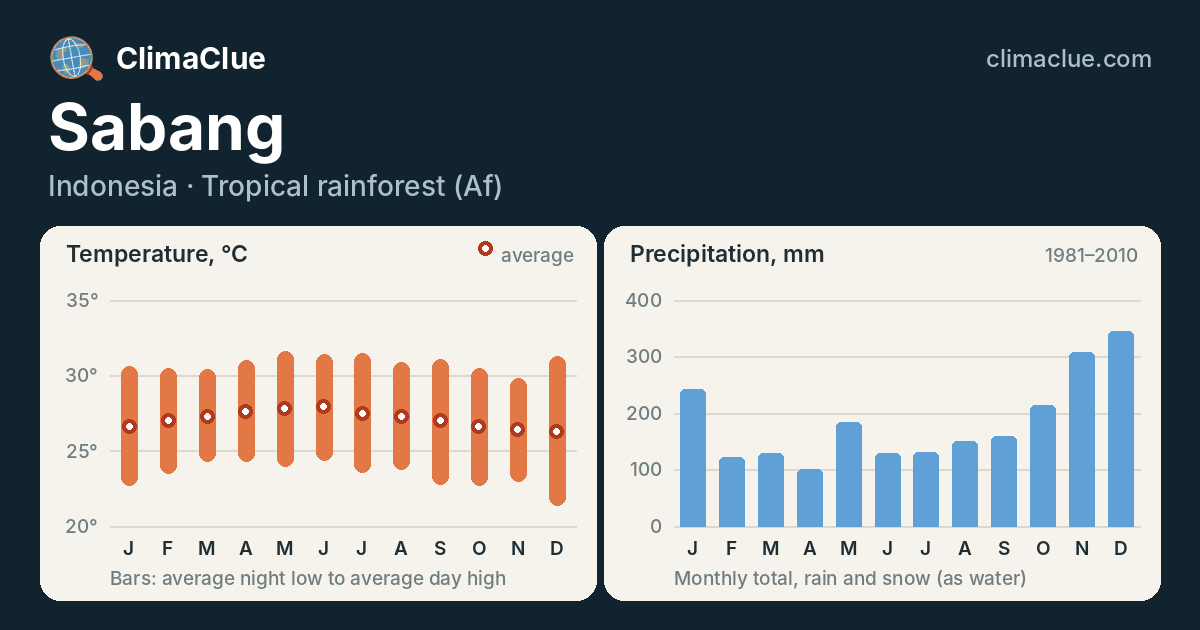 ClimaClue
climaclue.com
Sabang
Indonesia · Tropical rainforest (Af)
Temperature, °C
average
35°
30°
25°
20°
J F M A M J J A S O N D
Bars: average night low to average day high
Precipitation, mm
1981–2010
400
300
200
100
0
J F M A M J J A S O N D
Monthly total, rain and snow (as water)